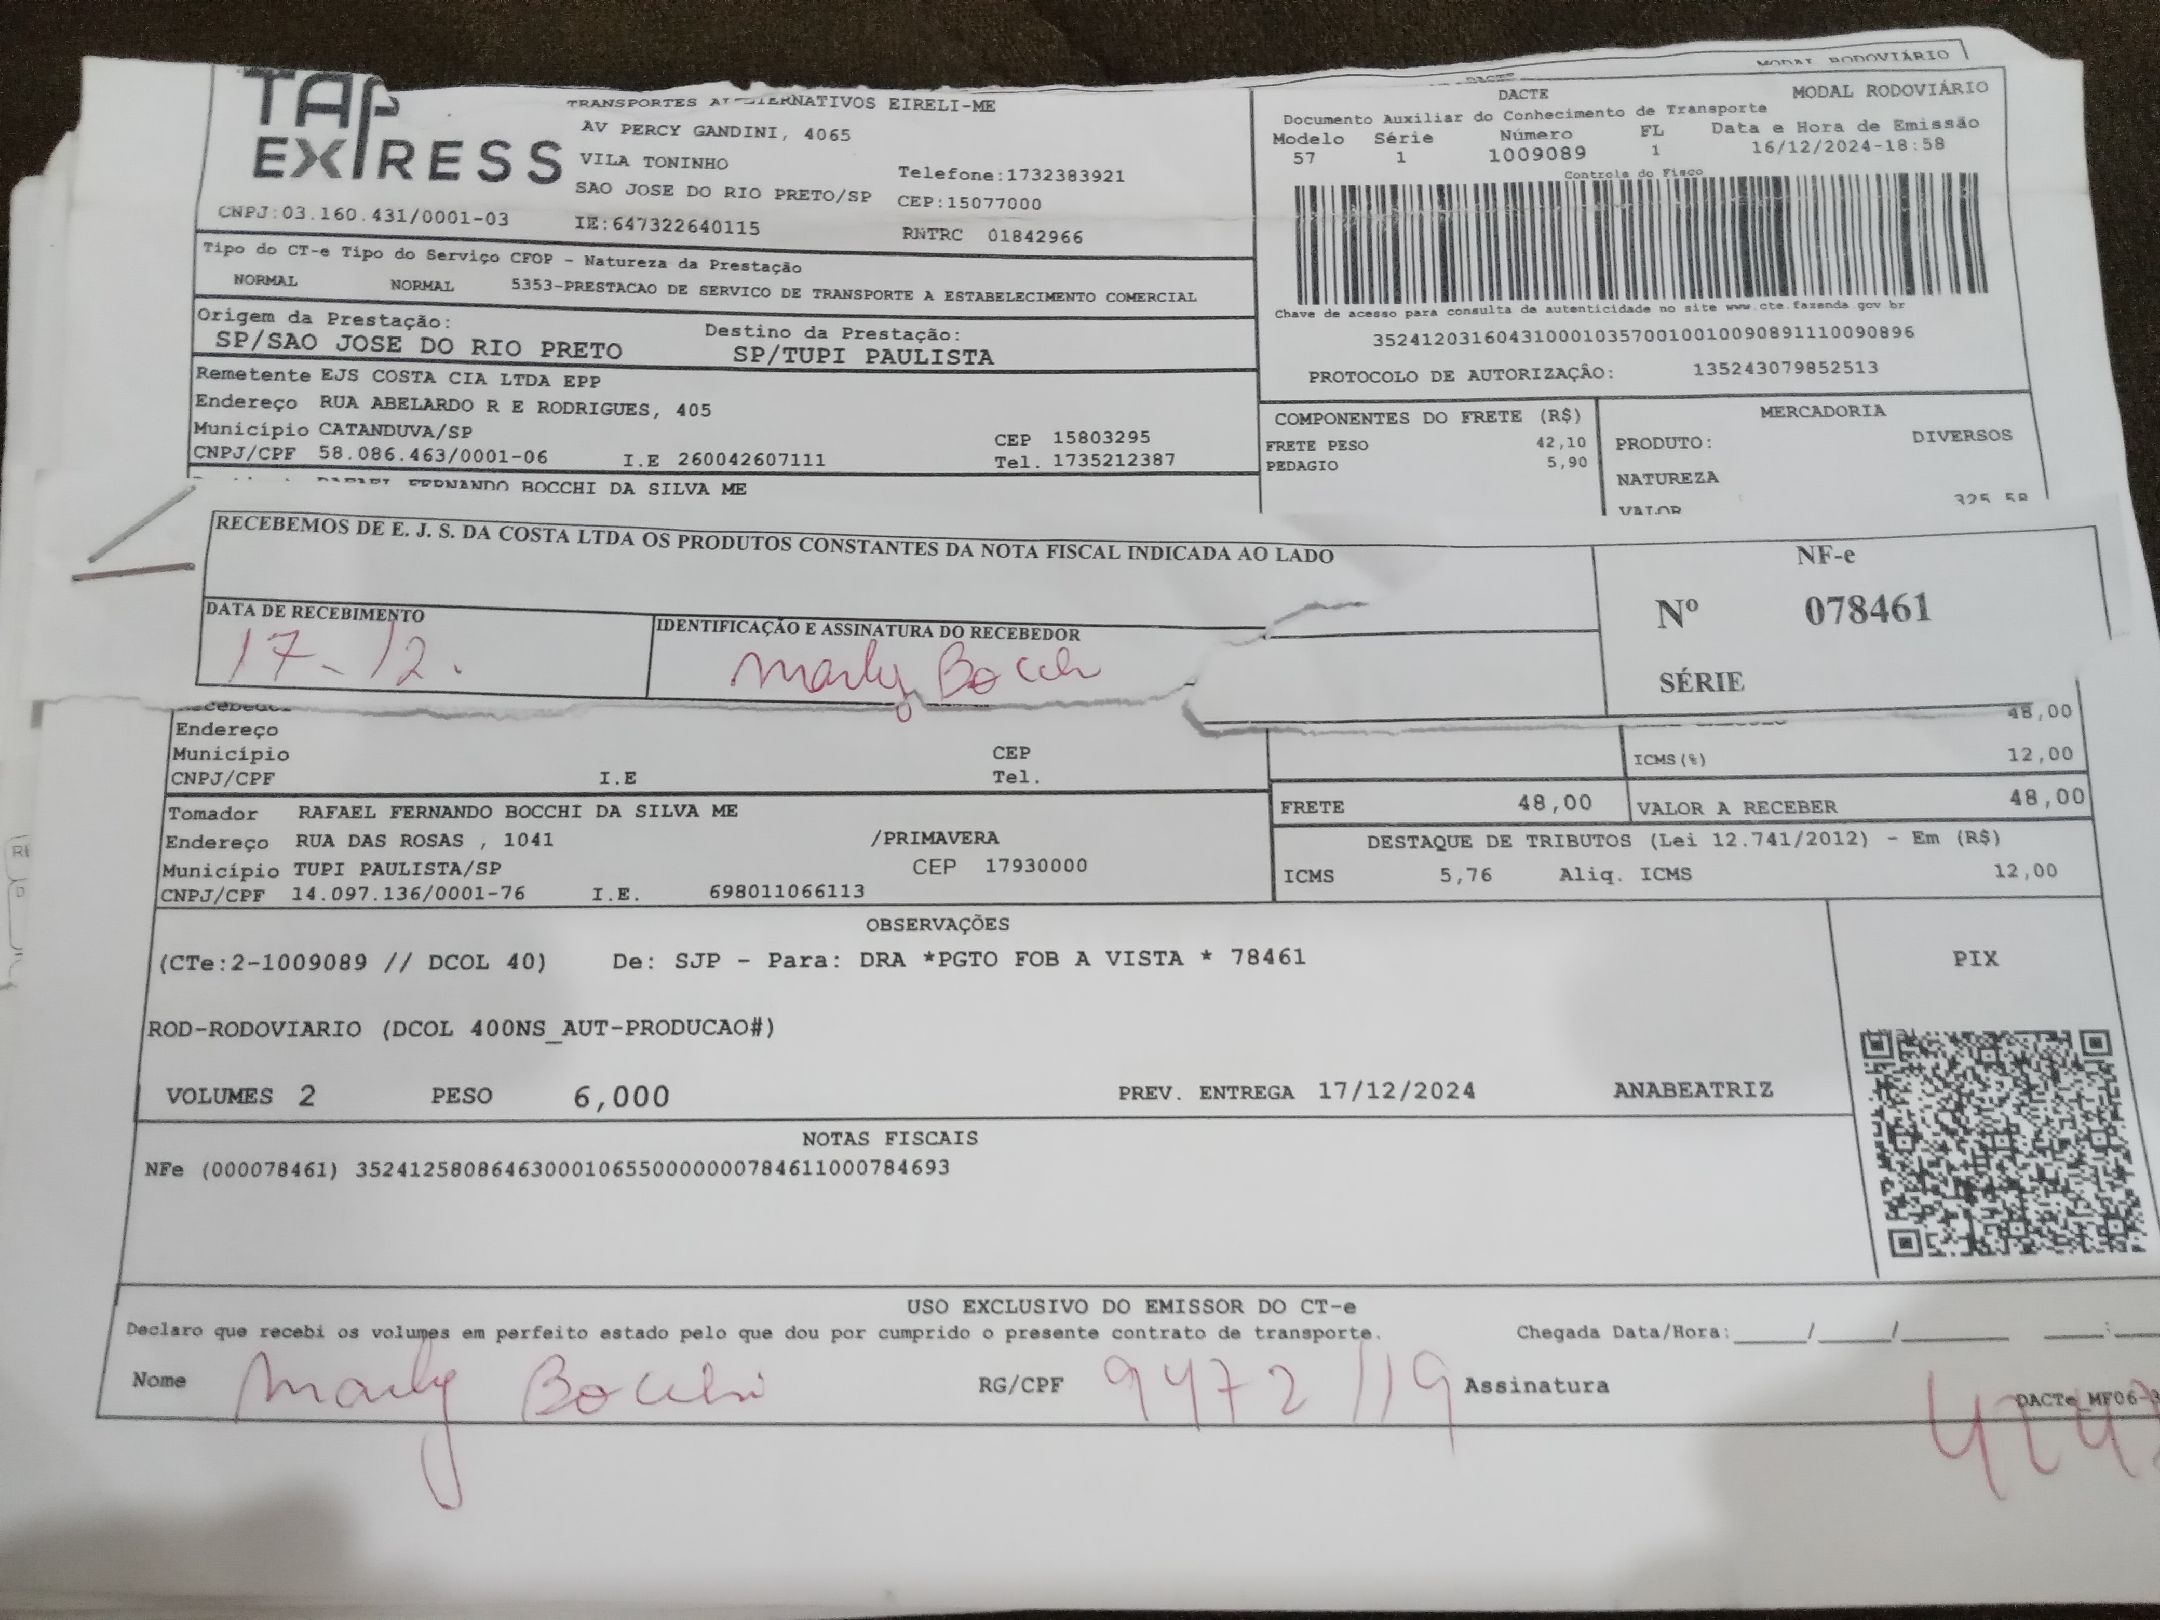 MODAL RODOVIÁRIO
DACTE
TAP EXPRESS
TRANSPORTES ALTERNATIVOS EIRELI-ME
AV PERCY GANDINI, 4065
VILA TONINHO
Telefone:1732383921
SAO JOSE DO RIO PRETO/SP CEP:15077000
CNPJ:03.160.431/0001-03 IE:647322640115 RNTRC 01842966
DACTE MODAL RODOVIÁRIO
Documento Auxiliar do Conhecimento de Transporte
Modelo Série Número FL Data e Hora de Emissão
57 1 1009089 1 16/12/2024-18:58
Controle do Fisco
Chave de acesso para consulta de autenticidade no site www.cte.fazenda.gov.br
35241203160431000103570010010090891110090896
PROTOCOLO DE AUTORIZAÇÃO: 135243079852513
Tipo do CT-e Tipo do Serviço CFOP - Natureza da Prestação
NORMAL NORMAL 5353-PRESTACAO DE SERVICO DE TRANSPORTE A ESTABELECIMENTO COMERCIAL
Origem da Prestação: Destino da Prestação:
SP/SAO JOSE DO RIO PRETO SP/TUPI PAULISTA
Remetente EJS COSTA CIA LTDA EPP
Endereço RUA ABELARDO R E RODRIGUES, 405
Município CATANDUVA/SP CEP 15803295
CNPJ/CPF 58.086.463/0001-06 I.E 260042607111 Tel. 1735212387
RAFAEL FERNANDO BOCCHI DA SILVA ME
COMPONENTES DO FRETE (R$)
FRETE PESO 42,10
PEDAGIO 5,90
MERCADORIA
PRODUTO: DIVERSOS
NATUREZA
VALOR 325,58
RECEBEMOS DE E. J. S. DA COSTA LTDA OS PRODUTOS CONSTANTES DA NOTA FISCAL INDICADA AO LADO
DATA DE RECEBIMENTO
17-12.
IDENTIFICAÇÃO E ASSINATURA DO RECEBEDOR
Marly Bocchi
NF-e
Nº 078461
SÉRIE
Recebedor
Endereço
Município CEP
CNPJ/CPF I.E Tel.
48,00
ICMS(%) 12,00
FRETE 48,00 VALOR A RECEBER 48,00
Tomador RAFAEL FERNANDO BOCCHI DA SILVA ME
Endereço RUA DAS ROSAS , 1041 /PRIMAVERA
Município TUPI PAULISTA/SP CEP 17930000
CNPJ/CPF 14.097.136/0001-76 I.E. 698011066113
DESTAQUE DE TRIBUTOS (Lei 12.741/2012) - Em (R$)
ICMS 5,76 Aliq. ICMS 12,00
OBSERVAÇÕES
(CTe:2-1009089 // DCOL 40) De: SJP - Para: DRA *PGTO FOB A VISTA * 78461
PIX
ROD-RODOVIARIO (DCOL 400NS_AUT-PRODUCAO#)
VOLUMES 2 PESO 6,000 PREV. ENTREGA 17/12/2024 ANABEATRIZ
NOTAS FISCAIS
NFe (000078461) 35241258086463000106550000000784611000784693
USO EXCLUSIVO DO EMISSOR DO CT-e
Declaro que recebi os volumes em perfeito estado pelo que dou por cumprido o presente contrato de transporte. Chegada Data/Hora:____/____/______ ___:
Nome Marly Bocchi RG/CPF 9472119 Assinatura
DACTe_MF06-